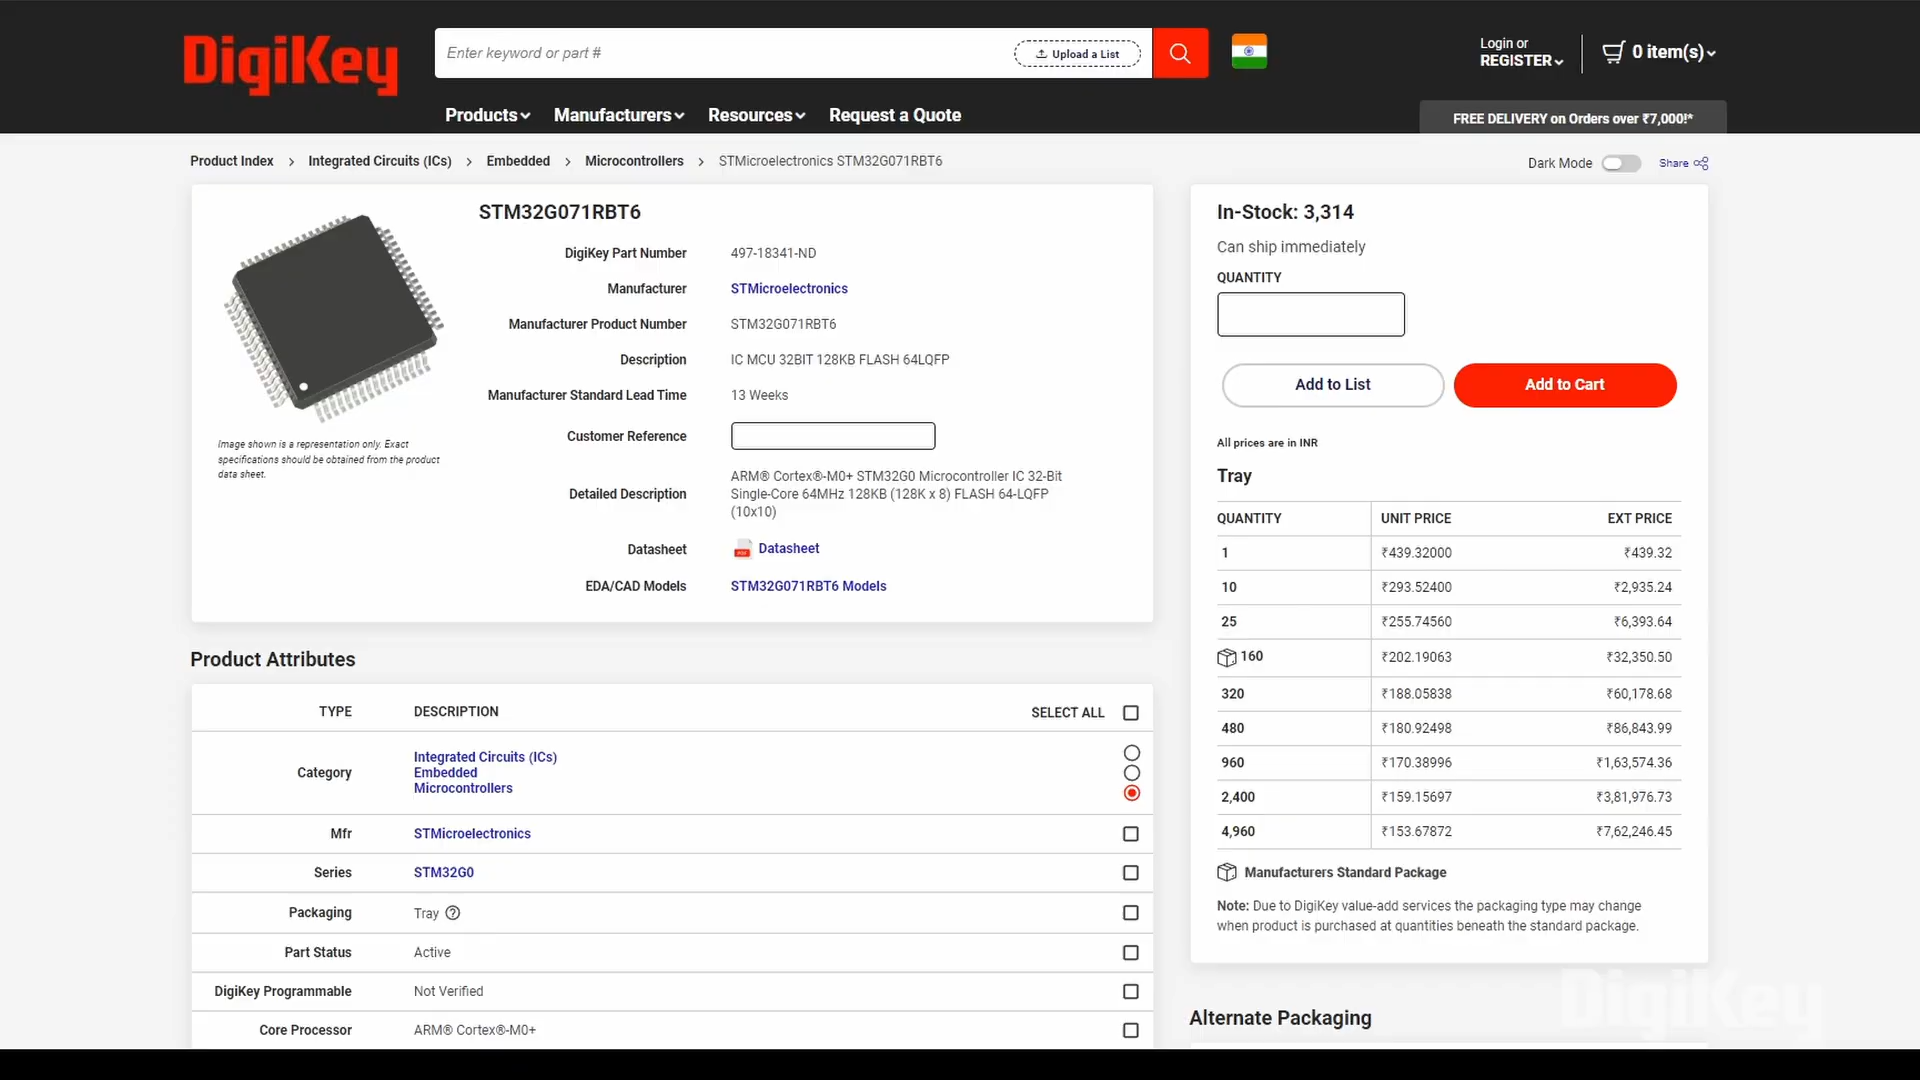 DigiKey
Enter keyword or part #
Upload a List
Login or
REGISTER
0 item(s)
Products
Manufacturers
Resources
Request a Quote
FREE DELIVERY on Orders over ₹7,000!*
Product Index > Integrated Circuits (ICs) > Embedded > Microcontrollers > STMicroelectronics STM32G071RBT6
Dark Mode
Share
STM32G071RBT6
DigiKey Part Number 497-18341-ND
Manufacturer STMicroelectronics
Manufacturer Product Number STM32G071RBT6
Description IC MCU 32BIT 128KB FLASH 64LQFP
Manufacturer Standard Lead Time 13 Weeks
Customer Reference
Detailed Description ARM® Cortex®-M0+ STM32G0 Microcontroller IC 32-Bit
Single-Core 64MHz 128KB (128K x 8) FLASH 64-LQFP
(10x10)
Datasheet PDF Datasheet
EDA/CAD Models STM32G071RBT6 Models
Image shown is a representation only. Exact
specifications should be obtained from the product
data sheet.
In-Stock: 3,314
Can ship immediately
QUANTITY
Add to List
Add to Cart
All prices are in INR
Tray
QUANTITY UNIT PRICE EXT PRICE
1 ₹439.32000 ₹439.32
10 ₹293.52400 ₹2,935.24
25 ₹255.74560 ₹6,393.64
160 ₹202.19063 ₹32,350.50
320 ₹188.05838 ₹60,178.68
480 ₹180.92498 ₹86,843.99
960 ₹170.38996 ₹1,63,574.36
2,400 ₹159.15697 ₹3,81,976.73
4,960 ₹153.67872 ₹7,62,246.45
Manufacturers Standard Package
Note: Due to DigiKey value-add services the packaging type may change
when product is purchased at quantities beneath the standard package.
Alternate Packaging
Product Attributes
TYPE DESCRIPTION SELECT ALL
Category Integrated Circuits (ICs)
Embedded
Microcontrollers
Mfr STMicroelectronics
Series STM32G0
Packaging Tray
Part Status Active
DigiKey Programmable Not Verified
Core Processor ARM® Cortex®-M0+
DigiKey